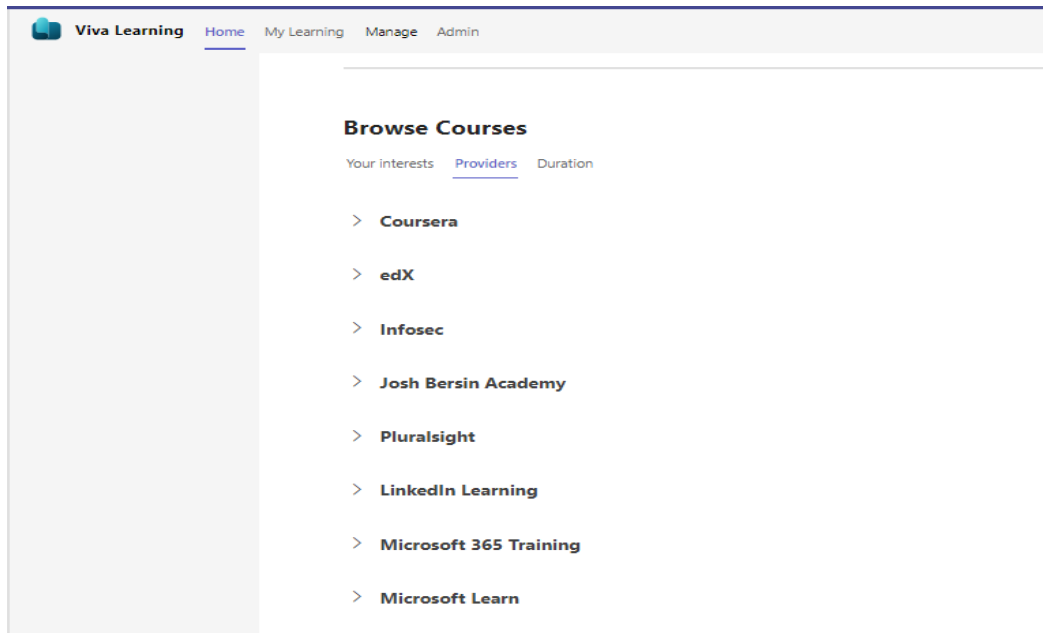 Viva Learning Home My Learning Manage Admin
Browse Courses
Your interests Providers Duration
Coursera
edX
Infosec
Josh Bersin Academy
Pluralsight
LinkedIn Learning
Microsoft 365 Training
Microsoft Learn